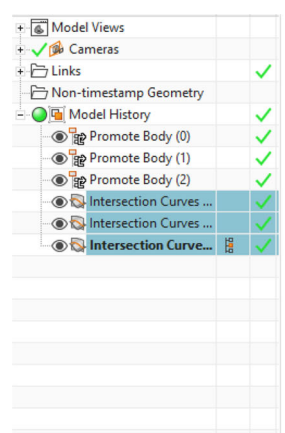 Model Views
Cameras
Links
Non-timestamp Geometry
Model History
Promote Body (0)
Promote Body (1)
Promote Body (2)
Intersection Curves ...
Intersection Curves ...
Intersection Curve...